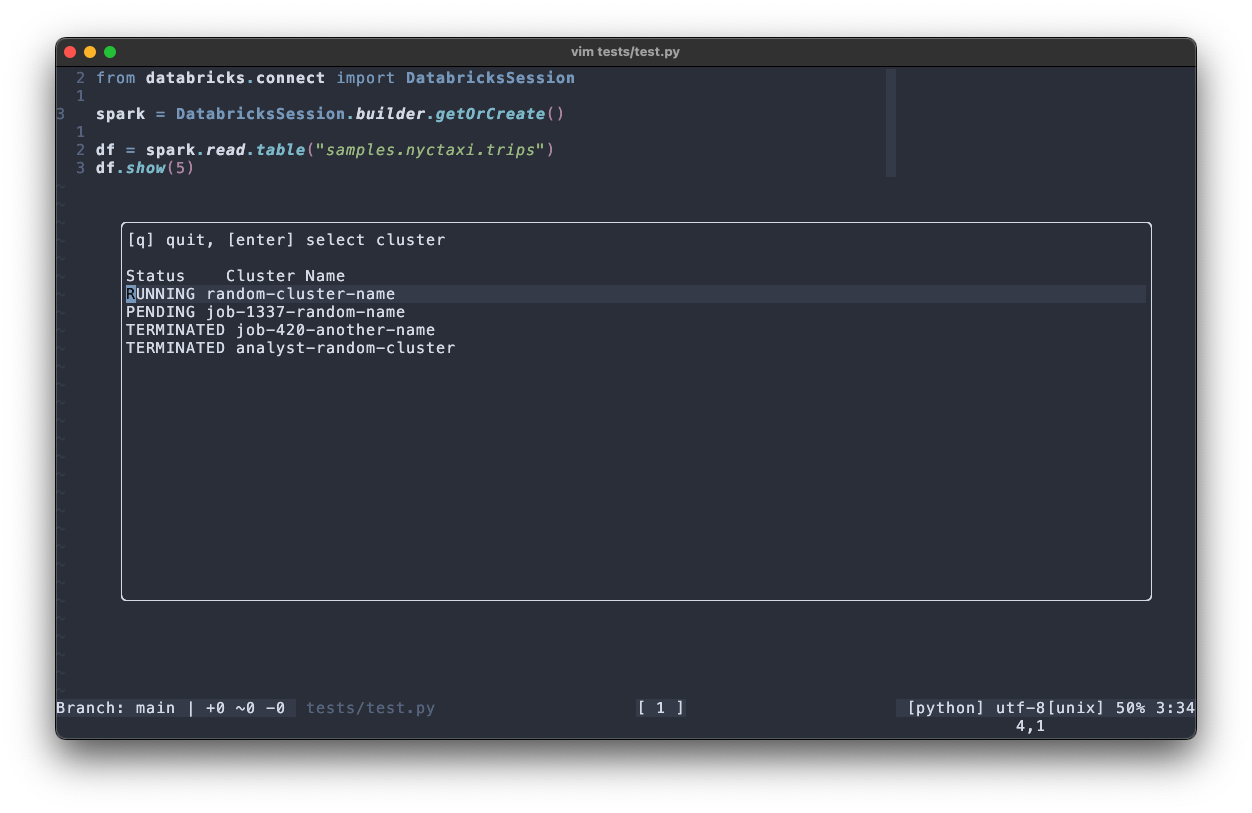 vim tests/test.py
2 from databricks.connect import DatabricksSession
1
3 spark = DatabricksSession.builder.getOrCreate()
1
2 df = spark.read.table("samples.nyctaxi.trips")
3 df.show(5)
~
~
~
[q] quit, [enter] select cluster
Status    Cluster Name
RUNNING random-cluster-name
PENDING job-1337-random-name
TERMINATED job-420-another-name
TERMINATED analyst-random-cluster
Branch: main | +0 ~0 -0 tests/test.py [ 1 ] [python] utf-8[unix] 50% 3:34
4,1